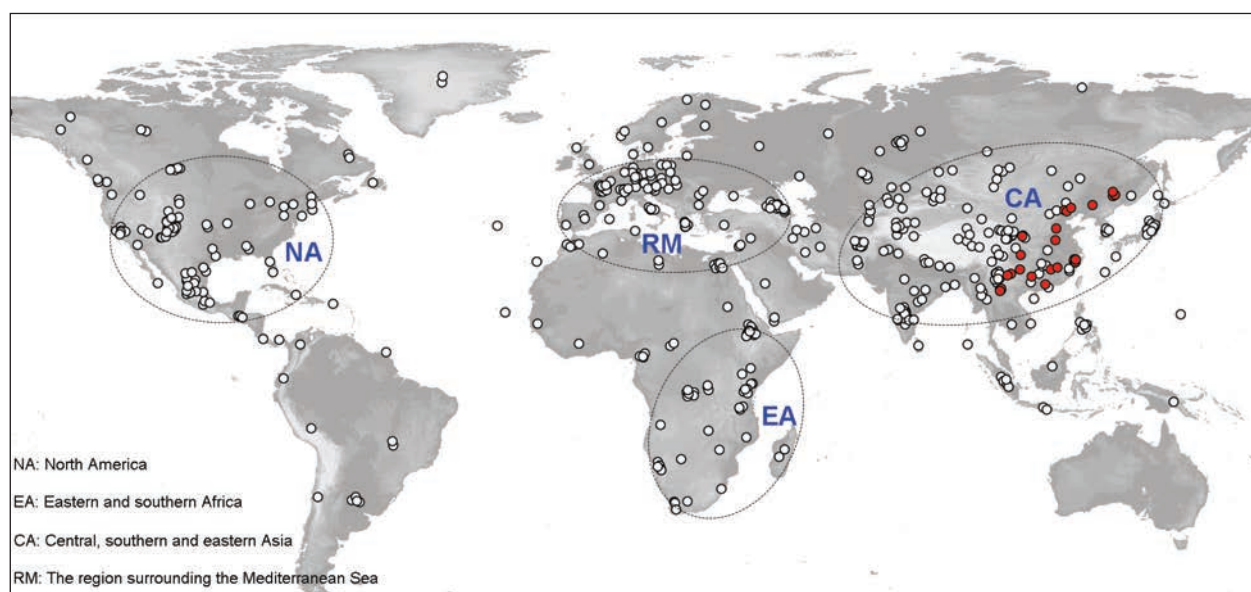 CA
NA
RM
EA
NA: North America
EA: Eastern and southern Africa
CA: Central, southern and eastern Asia
RM: The region surrounding the Mediterranean Sea